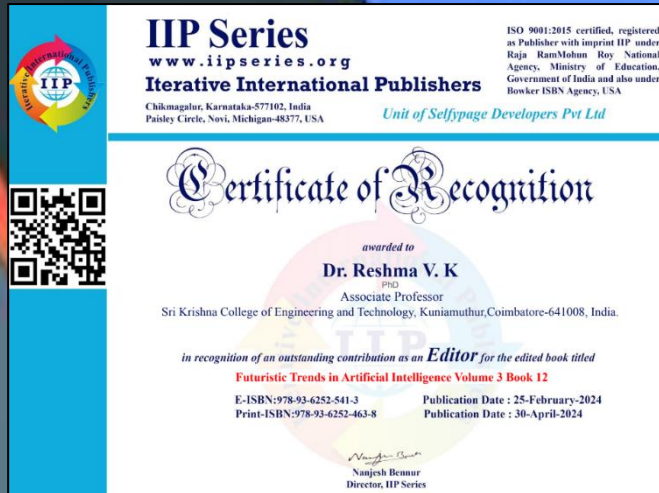 IIP Series
www.iipseries.org
Iterative International Publishers
Chikmagalur, Karnataka-577102, India
Paisley Circle, Novi, Michigan-48377, USA
ISO 9001:2015 certified, registered
as Publisher with imprint IIP under
Raja RamMohun Roy National
Agency, Ministry of Education,
Government of India and also under
Bowker ISBN Agency, USA
Unit of Selfypage Developers Pvt Ltd
Iterative International Publishers
IIP
Certificate of Recognition
awarded to
Dr. Reshma V. K
PhD
Associate Professor
Sri Krishna College of Engineering and Technology, Kuniamuthur,Coimbatore-641008, India.
in recognition of an outstanding contribution as an Editor for the edited book titled
Futuristic Trends in Artificial Intelligence Volume 3 Book 12
E-ISBN:978-93-6252-541-3 Publication Date : 25-February-2024
Print-ISBN:978-93-6252-463-8 Publication Date : 30-April-2024
Nanjesh Bennur
Director, IIP Series